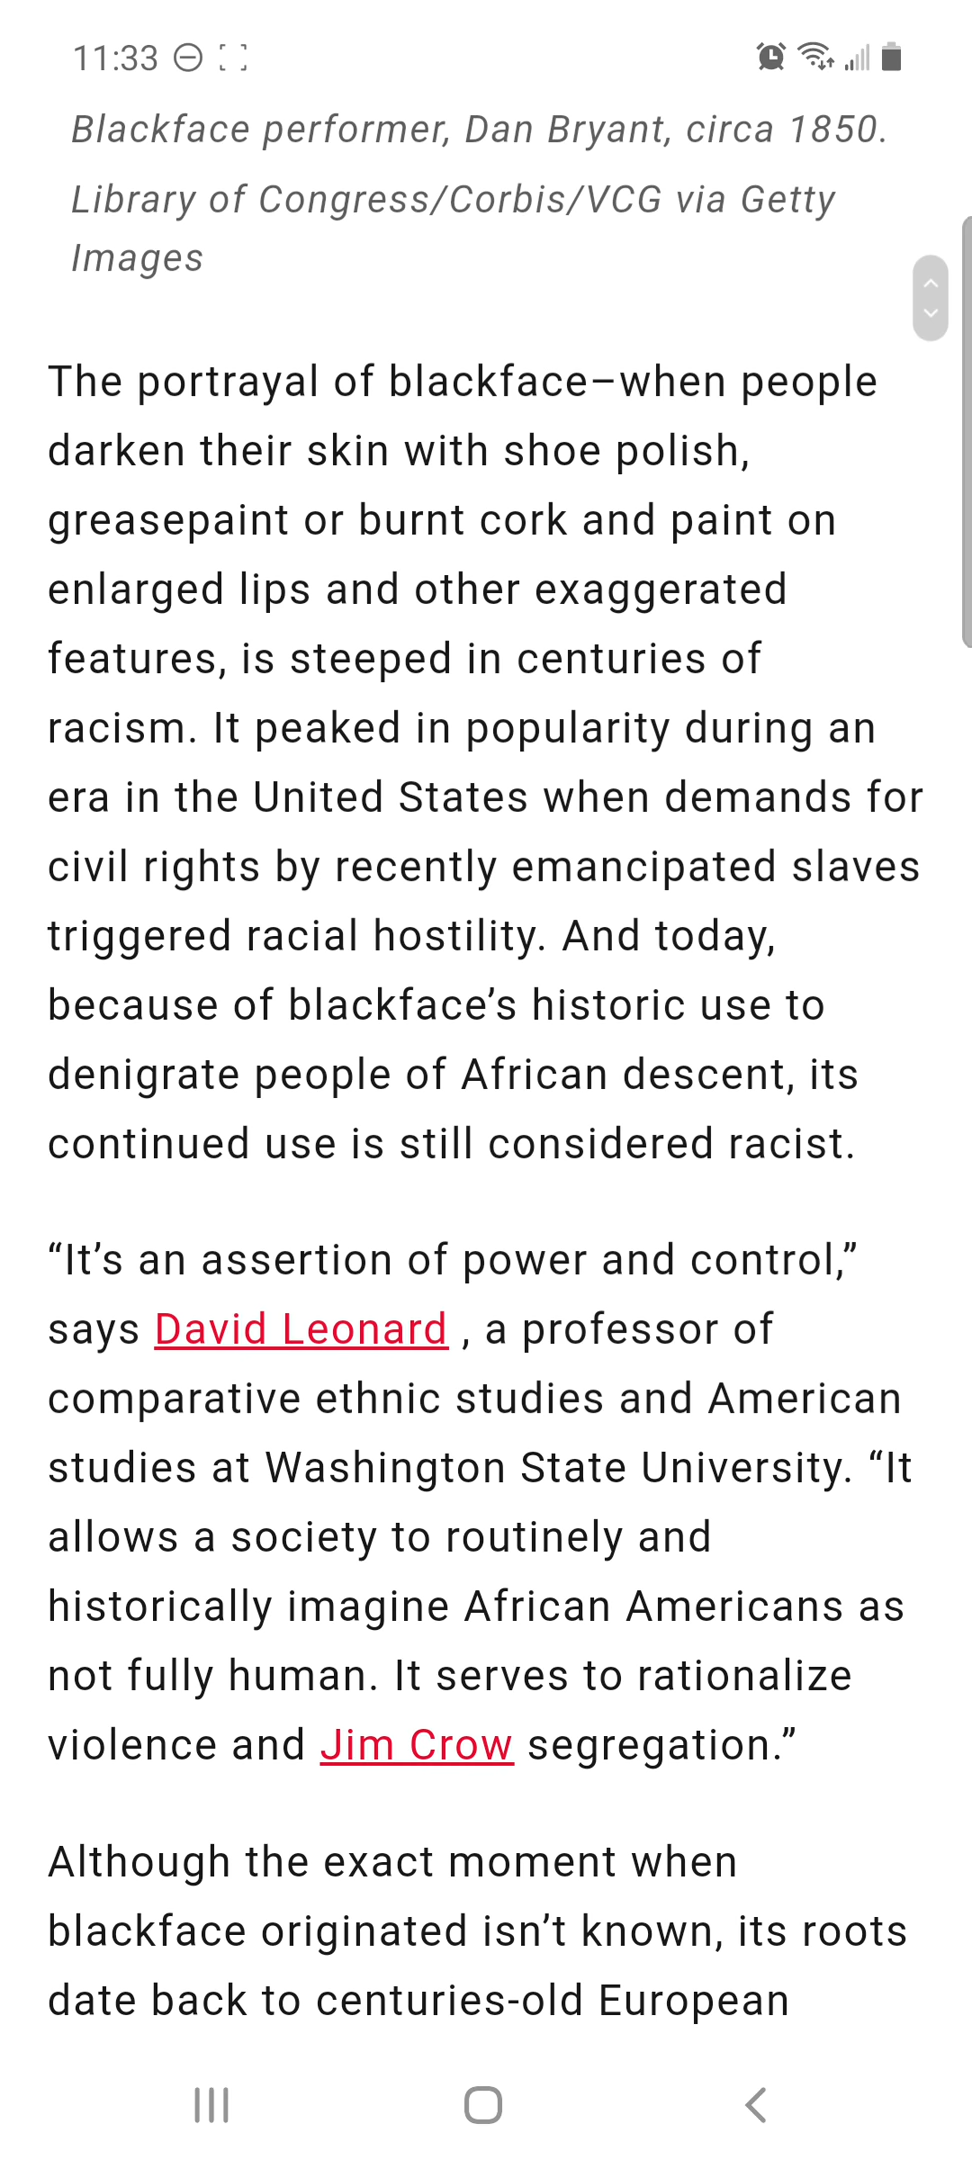 11:33
Blackface performer, Dan Bryant, circa 1850.
Library of Congress/Corbis/VCG via Getty
Images
The portrayal of blackface–when people
darken their skin with shoe polish,
greasepaint or burnt cork and paint on
enlarged lips and other exaggerated
features, is steeped in centuries of
racism. It peaked in popularity during an
era in the United States when demands for
civil rights by recently emancipated slaves
triggered racial hostility. And today,
because of blackface’s historic use to
denigrate people of African descent, its
continued use is still considered racist.
“It’s an assertion of power and control,”
says David Leonard , a professor of
comparative ethnic studies and American
studies at Washington State University. “It
allows a society to routinely and
historically imagine African Americans as
not fully human. It serves to rationalize
violence and Jim Crow segregation.”
Although the exact moment when
blackface originated isn’t known, its roots
date back to centuries-old European